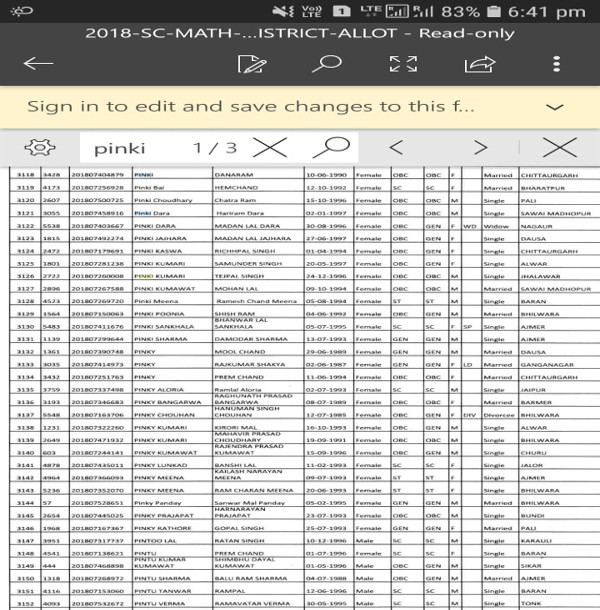 Vo)) LTE 1 LTE 83% 6:41 pm
2018-SC-MATH-...ISTRICT-ALLOT - Read-only
Sign in to edit and save changes to this f...
pinki 1 / 3
3118 3428 201807404879 PINKI DANARAM 10-06-1990 Female OBC OBC F Married CHITTAURGARH
3119 4173 201807256928 Pinki Bai HEMCHAND 12-10-1992 Female SC SC F Married BHARATPUR
3120 2607 201807500725 Pinki Choudhary Chatra Ram 15-10-1996 Female OBC OBC M Single PALI
3121 3055 201807458916 Pinki Dara Hariram Dara 02-01-1997 Female OBC OBC M Single SAWAI MADHOPUR
3122 5538 201807403667 PINKI DARA MADAN LAL DARA 30-08-1996 Female OBC GEN F WD Widow NAGAUR
3123 1815 201807492274 PINKI JAJHARA MADAN LAL JAJHARA 27-06-1997 Female OBC GEN F Single DAUSA
3124 2472 201807179691 PINKI KASWA RICHHPAL SINGH 01-04-1994 Female OBC GEN F Single CHITTAURGARH
3125 1801 201807281238 PINKI KUMARI SAMUNDER SINGH 20-05-1997 Female OBC GEN F Single ALWAR
3126 2722 201807260008 PINKI KUMARI TEJPAL SINGH 24-12-1996 Female OBC OBC M Single JHALAWAR
3127 2896 201807267588 PINKI KUMAWAT MOHAN LAL 09-10-1994 Female OBC OBC M Married SAWAI MADHOPUR
3128 4523 201807269720 Pinki Meena Ramesh Chand Meena 05-08-1994 Female ST ST M Single BARAN
3129 1564 201807150063 PINKI POONIA SHISH RAM 04-06-1992 Female OBC GEN M Married BHILWARA
3130 5483 201807411676 PINKI SANKHALA BHANWAR LAL SANKHALA 05-07-1995 Female SC SC F SP Single AJMER
3131 1139 201807299644 PINKI SHARMA DAMODAR SHARMA 13-07-1993 Female GEN GEN M Single AJMER
3132 1361 201807390748 PINKY MOOL CHAND 29-06-1989 Female GEN GEN M Married DAUSA
3133 3035 201807414973 PINKY RAJKUMAR SHAKYA 02-06-1987 Female GEN GEN F LD Married GANGANAGAR
3134 3432 201807251763 PINKY PREM CHAND 11-06-1994 Female OBC OBC F Married CHITTAURGARH
3135 3759 201807337498 PINKY ALORIA Ramlal Aloria 02-07-1993 Female SC SC M Single JAIPUR
3136 3193 201807346683 PINKY BANGARWA RAGHUNATH PRASAD BANGARWA 08-07-1989 Female OBC OBC F Married BARMER
3137 5548 201807163706 PINKY CHOUHAN HANUMAN SINGH CHOUHAN 12-07-1985 Female OBC GEN F DIV Divorcee BHILWARA
3138 1231 201807322260 PINKY KUMARI KIRORI MAL 16-10-1993 Female OBC GEN M Single ALWAR
3139 2649 201807471932 PINKY KUMARI MAHAVIR PRASAD CHOUDHARY 19-09-1991 Female OBC OBC M Single BHILWARA
3140 603 201807244141 PINKY KUMAWAT RAJENDRA PRASAD KUMAWAT 15-09-1996 Female OBC GEN M Single CHURU
3141 4878 201807435011 PINKY LUNKAD BANSHI LAL 11-02-1993 Female SC SC F Single JALOR
3142 4964 201807366093 PINKY MEENA KAILASH NARAYAN MEENA 09-07-1993 Female ST ST F Single AJMER
3143 5236 201807352070 PINKY MEENA RAM CHARAN MEENA 20-06-1993 Female ST ST F Single BHILWARA
3144 57 201807528651 Pinky Panday Sanwar Mal Panday 05-02-1995 Female GEN GEN M Married BHILWARA
3145 2654 201807445025 PINKY PRAJAPAT HARNARAYAN PRAJAPAT 23-07-1993 Female OBC OBC M Single BUNDI
3146 1968 201807167367 PINKY RATHORE GOPAL SINGH 25-07-1993 Female GEN GEN F Married PALI
3147 3951 201807317737 PINTOO LAL RATAN SINGH 10-12-1996 Male SC SC M Single KARAULI
3148 4541 201807138621 PINTU PREM CHAND 01-07-1996 Female SC SC F Single BARAN
3149 444 201807468898 PINTU KUMAR KUMAWAT SHIMBHU DAYAL KUMAWAT 01-05-1996 Male OBC GEN M Single SIKAR
3150 1318 201807268972 PINTU SHARMA BALU RAM SHARMA 04-07-1988 Male GEN GEN M Married AJMER
3151 4116 201807153060 PINTU TANWAR RAMPAL 12-06-1996 Male SC SC M Single AJMER
3152 4093 201807532672 PINTU VERMA RAMAVATAR VERMA 30-05-1995 Male SC SC M Single TONK